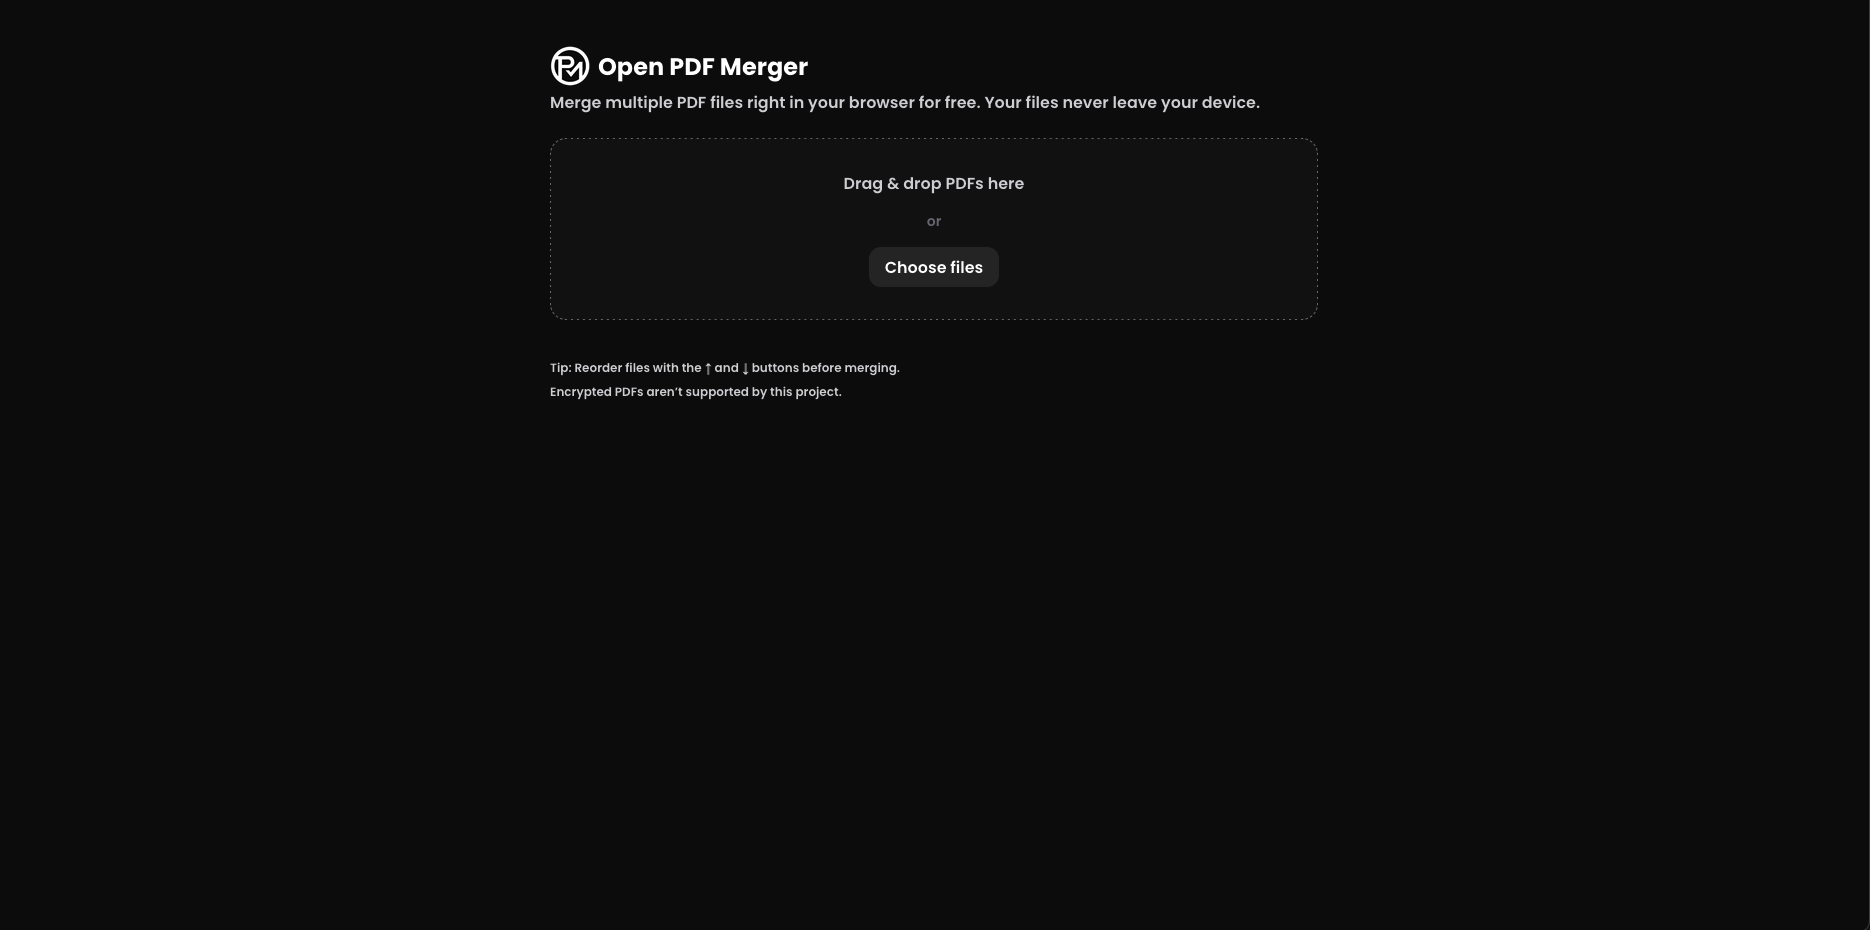 Open PDF Merger
Merge multiple PDF files right in your browser for free. Your files never leave your device.
Drag & drop PDFs here
or
Choose files
Tip: Reorder files with the ↑ and ↓ buttons before merging.
Encrypted PDFs aren’t supported by this project.